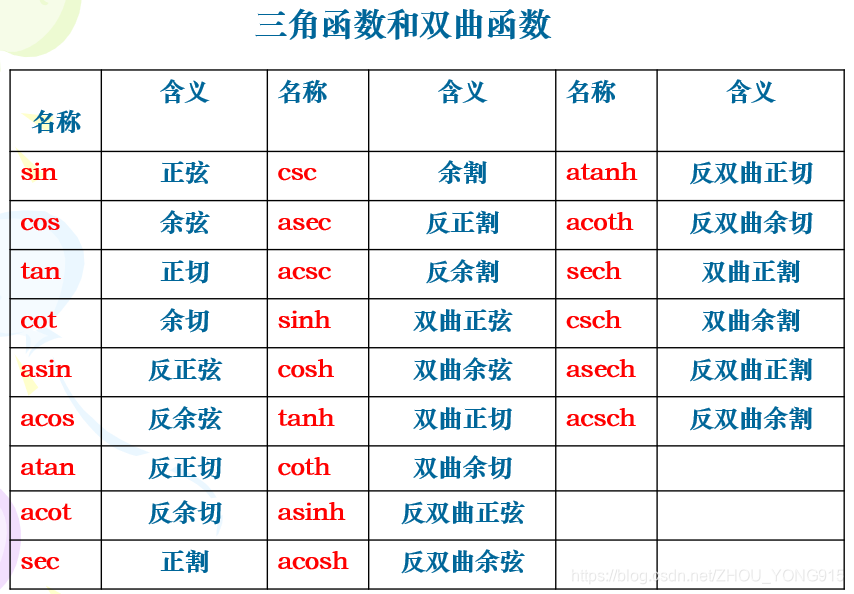 三角函数和双曲函数
名称 含义 名称 含义 名称 含义
sin 正弦 csc 余割 atanh 反双曲正切
cos 余弦 asec 反正割 acoth 反双曲余切
tan 正切 acsc 反余割 sech 双曲正割
cot 余切 sinh 双曲正弦 csch 双曲余割
asin 反正弦 cosh 双曲余弦 asech 反双曲正割
acos 反余弦 tanh 双曲正切 acsch 反双曲余割
atan 反正切 coth 双曲余切
acot 反余切 asinh 反双曲正弦
sec 正割 acosh 反双曲余弦
https://blog.csdn.net/ZHOU_YONG915